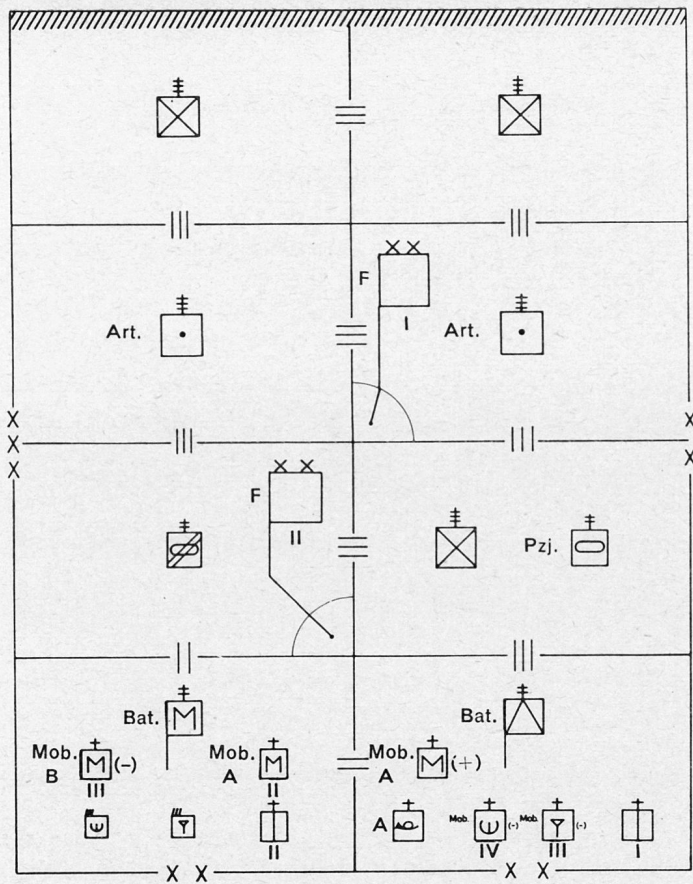 F
I
Art.
Art.
F
II
Pzj.
Bat.
M
Bat.
Mob.
B
M
(-)
III
Mob.
A
M
II
Mob.
A
M
(+)
II
A
Mob.
(-)
IV
Mob.
(-)
III
I